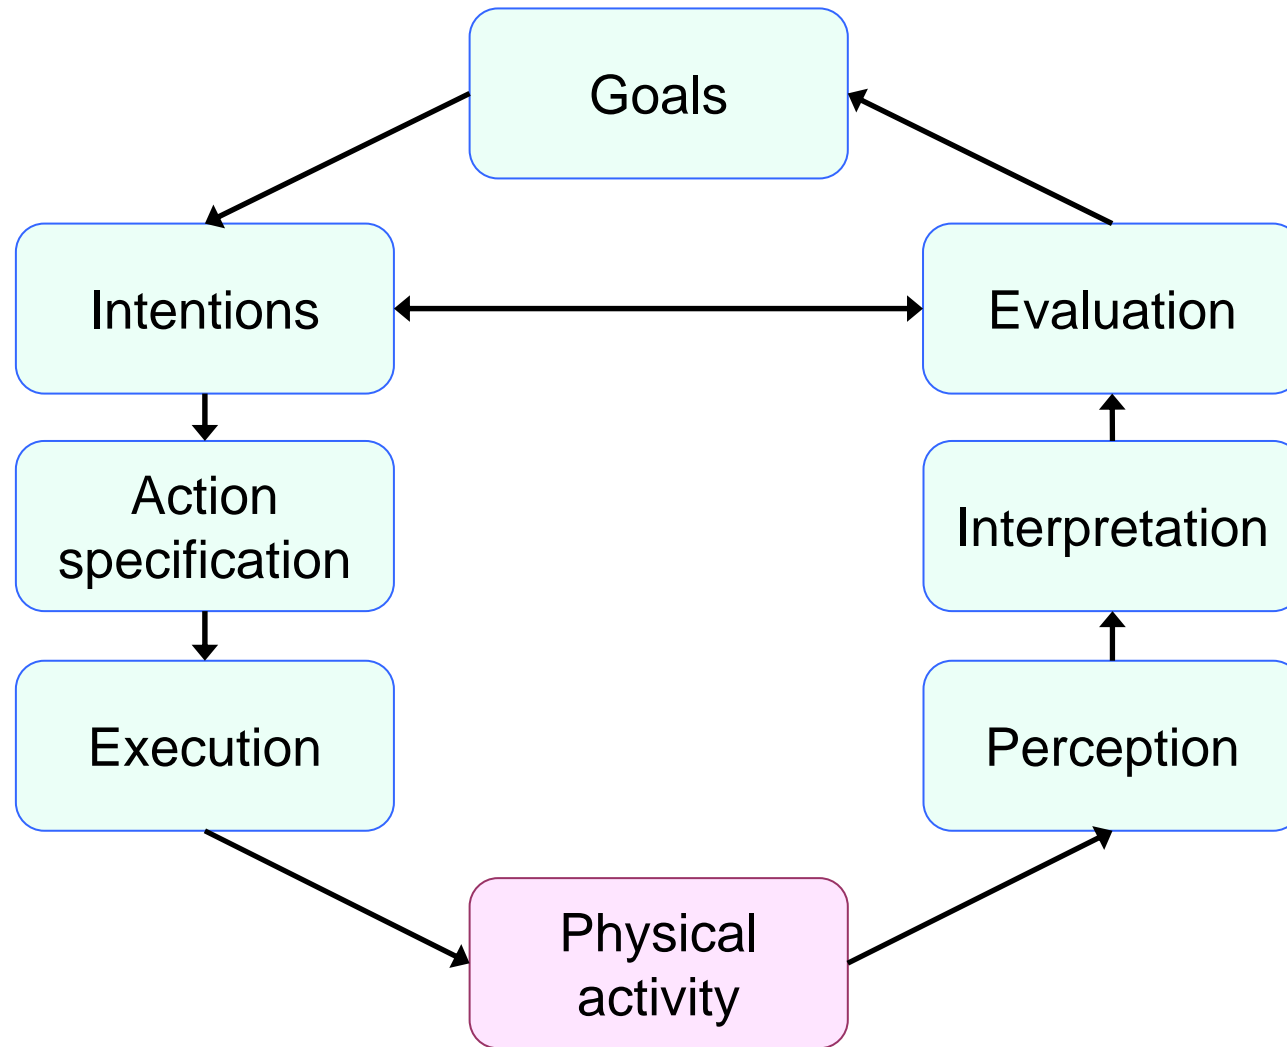 Goals
Intentions
Evaluation
Action
specification
Interpretation
Execution
Perception
Physical
activity